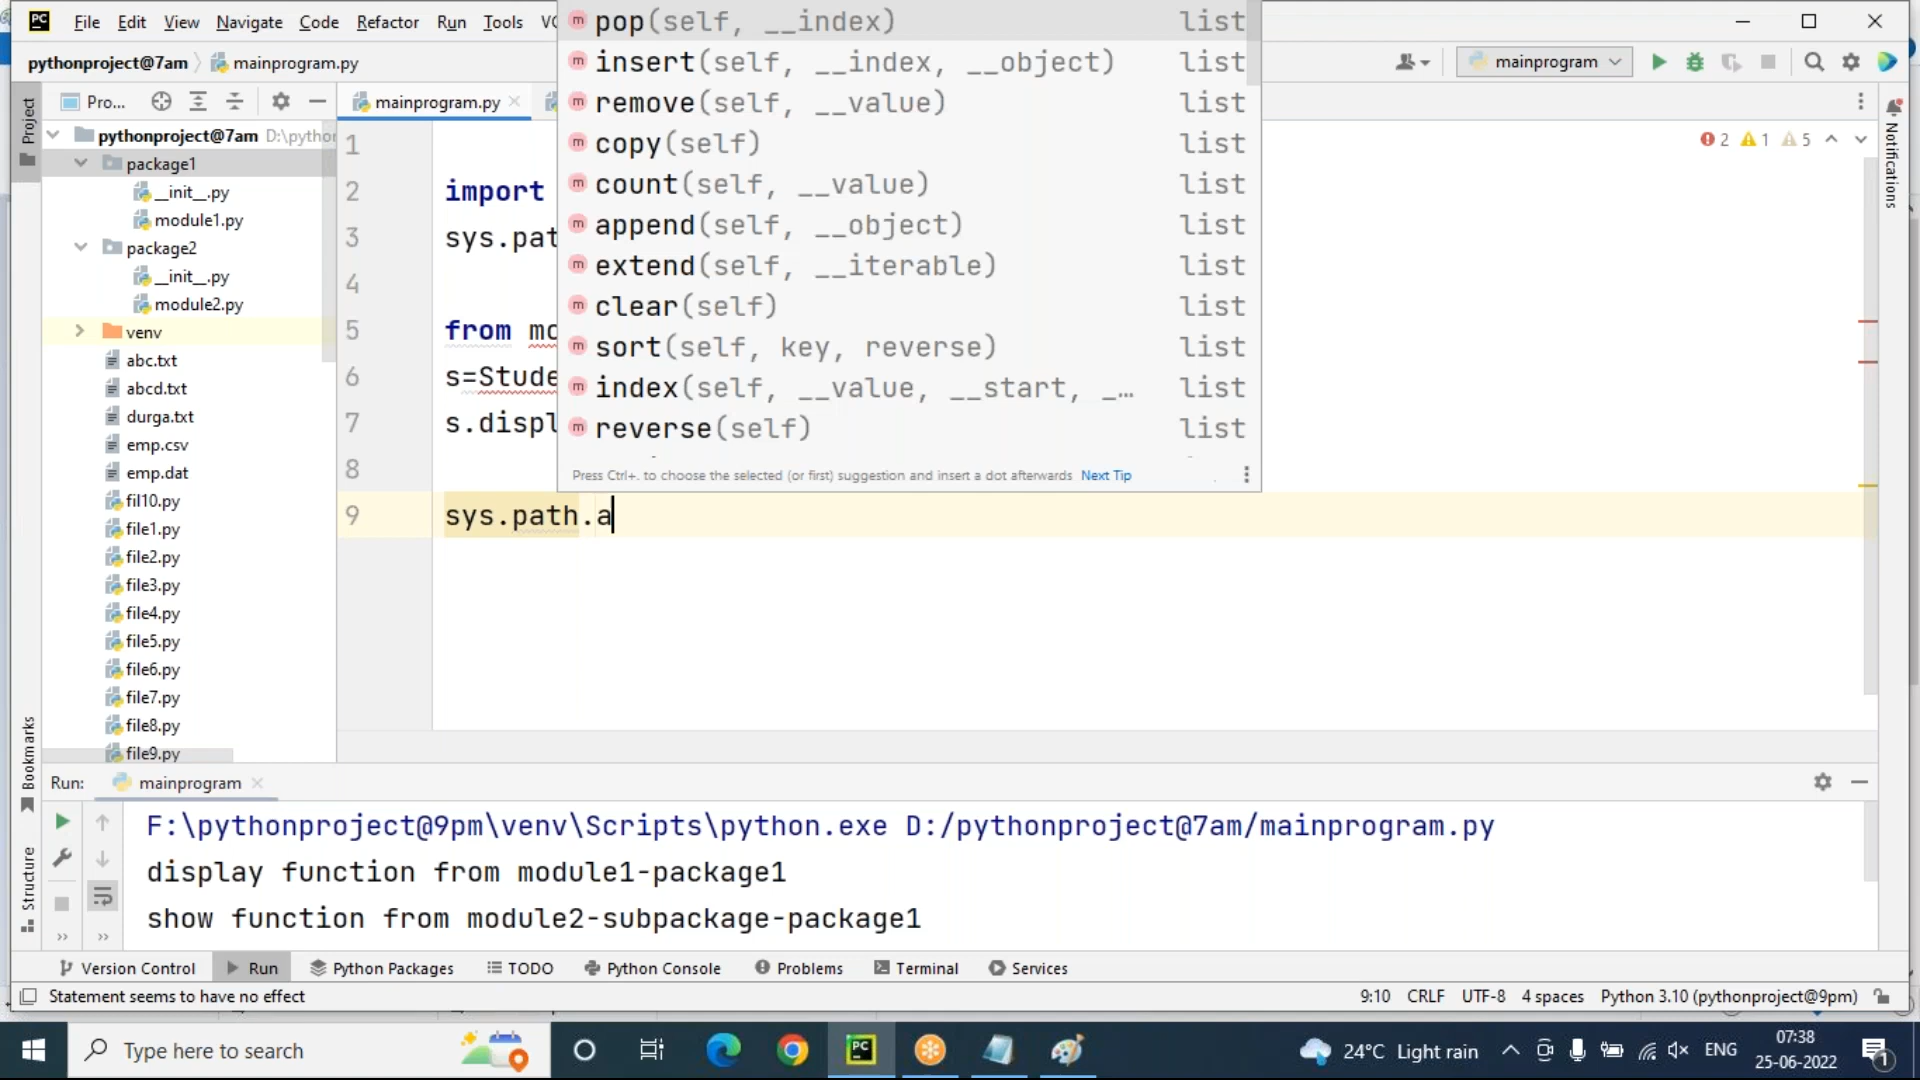 PC File Edit View Navigate Code Refactor Run Tools
pythonproject@7am mainprogram.py
mainprogram
Pro...
mainprogram.py
Project
pythonproject@7am
package1
__init__.py
module1.py
package2
__init__.py
module2.py
venv
abc.txt
abcd.txt
durga.txt
emp.csv
emp.dat
fil10.py
file1.py
file2.py
file3.py
file4.py
file5.py
file6.py
file7.py
file8.py
file9.py
1
2 import
3
4
5 from
6
7
8
9 sys.path.a
pop(self, __index) list
insert(self, __index, __object) list
remove(self, __value) list
copy(self) list
count(self, __value) list
append(self, __object) list
extend(self, __iterable) list
clear(self) list
sort(self, key, reverse) list
index(self, __value, __start, _… list
reverse(self) list
Press Ctrl+. to choose the selected (or first) suggestion and insert a dot afterwards Next Tip
2 1 5
Notifications
Bookmarks
Structure
Run: mainprogram
F:\pythonproject@9pm\venv\Scripts\python.exe D:/pythonproject@7am/mainprogram.py
display function from module1-package1
show function from module2-subpackage-package1
Version Control Run Python Packages TODO Python Console Problems Terminal Services
Statement seems to have no effect
9:10 CRLF UTF-8 4 spaces Python 3.10 (pythonproject@9pm)
Type here to search
PC
24°C Light rain
ENG
07:38
25-06-2022
1